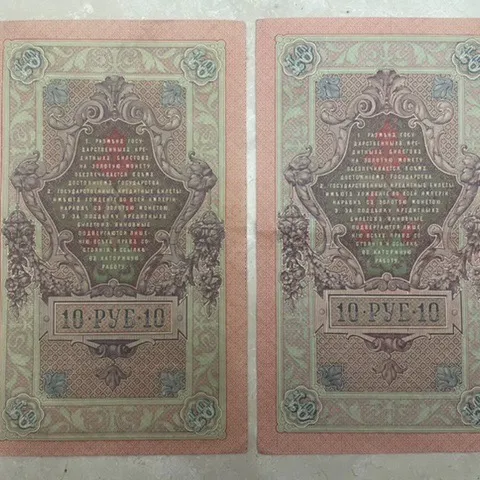 1. РАЗМѢНЪ ГОСУ-
ДАРСТВЕННЫХЪ КРЕ-
ДИТНЫХЪ БИЛЕТОВЪ
НА ЗОЛОТУЮ МОНЕТУ
ОБЕЗПЕЧИВАЕТСЯ ВСѢМЪ
ДОСТОЯНІЕМЪ ГОСУДАРСТВА.
2. ГОСУДАРСТВЕННЫЕ КРЕДИТНЫЕ БИЛЕТЫ
ИМѢЮТЪ ХОЖДЕНІЕ ВО ВСЕЙ ИМПЕРІИ
НАРАВНѢ СЪ ЗОЛОТОЮ МОНЕТОЮ.
3. ЗА ПОДДѢЛКУ КРЕДИТНЫХЪ
БИЛЕТОВЪ ВИНОВНЫЕ
ПОДВЕРГАЮТСЯ ЛИШЕ-
НІЮ ВСѢХЪ ПРАВЪ СО-
СТОЯНІЯ И ССЫЛКѢ
ВЪ КАТОРЖНУЮ
РАБОТУ.
10·РУБ·10
1. РАЗМѢНЪ ГОСУ-
ДАРСТВЕННЫХЪ КРЕ-
ДИТНЫХЪ БИЛЕТОВЪ
НА ЗОЛОТУЮ МОНЕТУ
ОБЕЗПЕЧИВАЕТСЯ ВСѢМЪ
ДОСТОЯНІЕМЪ ГОСУДАРСТВА.
2. ГОСУДАРСТВЕННЫЕ КРЕДИТНЫЕ БИЛЕТЫ
ИМѢЮТЪ ХОЖДЕНІЕ ВО ВСЕЙ ИМПЕРІИ
НАРАВНѢ СЪ ЗОЛОТОЮ МОНЕТОЮ.
3. ЗА ПОДДѢЛКУ КРЕДИТНЫХЪ
БИЛЕТОВЪ ВИНОВНЫЕ
ПОДВЕРГАЮТСЯ ЛИШЕ-
НІЮ ВСѢХЪ ПРАВЪ СО-
СТОЯНІЯ И ССЫЛКѢ
ВЪ КАТОРЖНУЮ
РАБОТУ.
10·РУБ·10